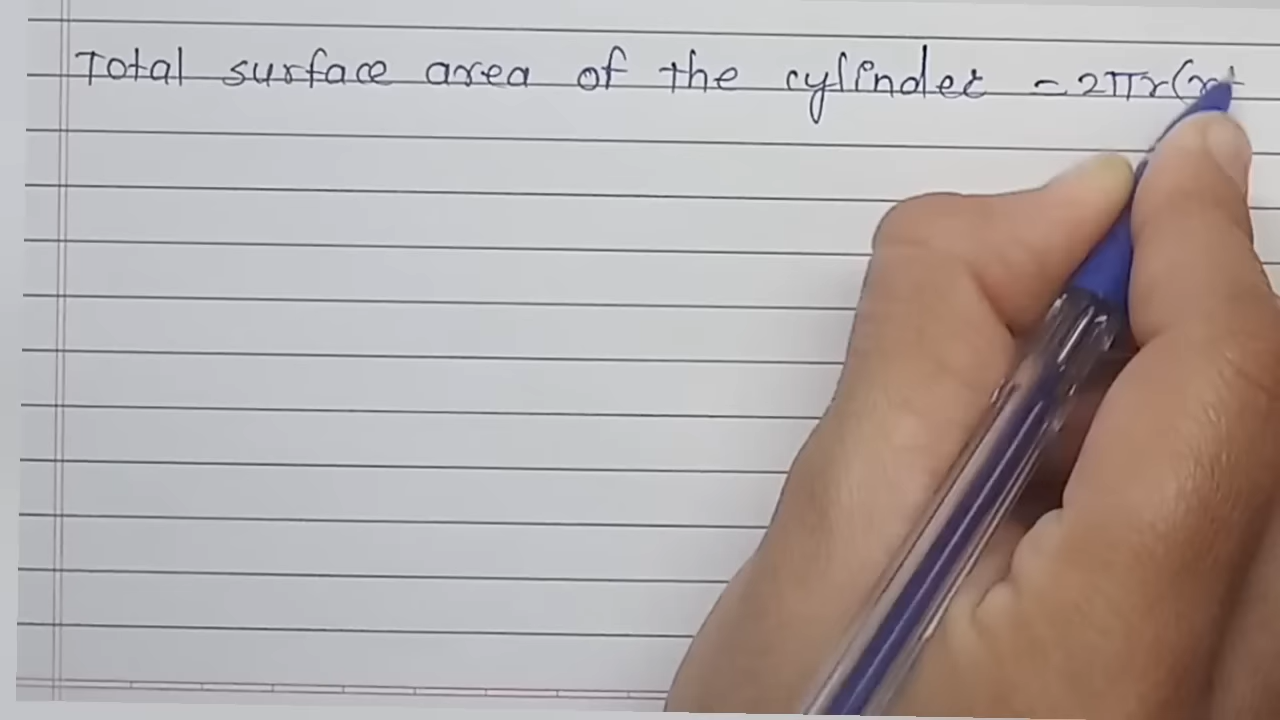 Total surface area of the cylinder = 2πr(r+